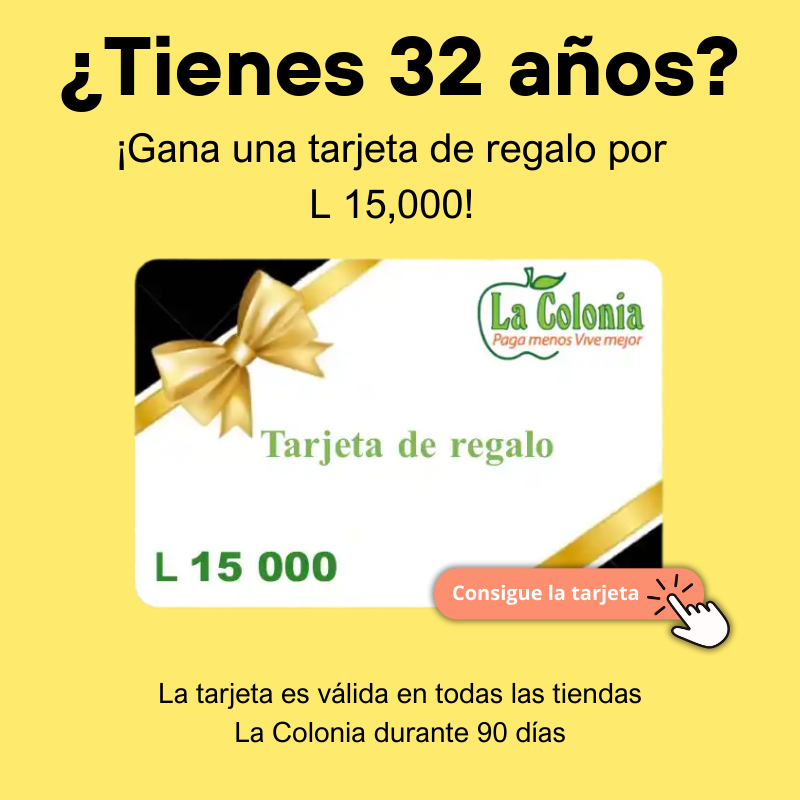 ¿Tienes 32 años?
¡Gana una tarjeta de regalo por
L 15,000!
La Colonia
Paga menos Vive mejor
Tarjeta de regalo
L 15 000
Consigue la tarjeta
La tarjeta es válida en todas las tiendas
La Colonia durante 90 días